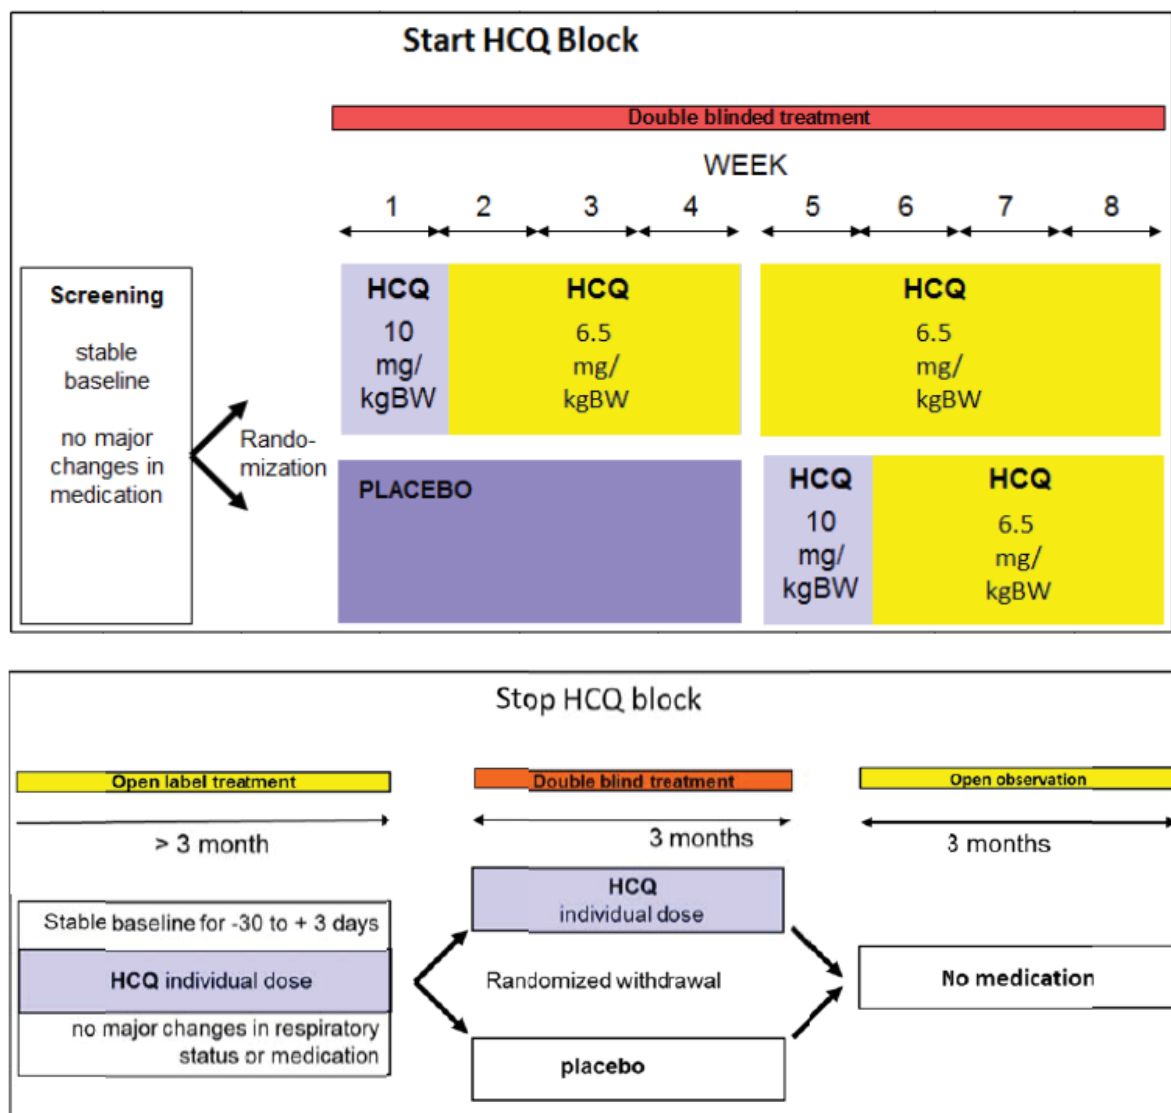 Start HCQ Block
Double blinded treatment
WEEK
1 2 3 4 5 6 7 8
Screening
stable
baseline
no major
changes in
medication
Rando-
mization
HCQ
10
mg/
kgBW
HCQ
6.5
mg/
kgBW
HCQ
6.5
mg/
kgBW
PLACEBO
HCQ
10
mg/
kgBW
HCQ
6.5
mg/
kgBW
Stop HCQ block
Open label treatment
Double blind treatment
Open observation
> 3 month
3 months
3 months
Stable baseline for -30 to + 3 days
HCQ individual dose
no major changes in respiratory
status or medication
HCQ
individual dose
Randomized withdrawal
placebo
No medication